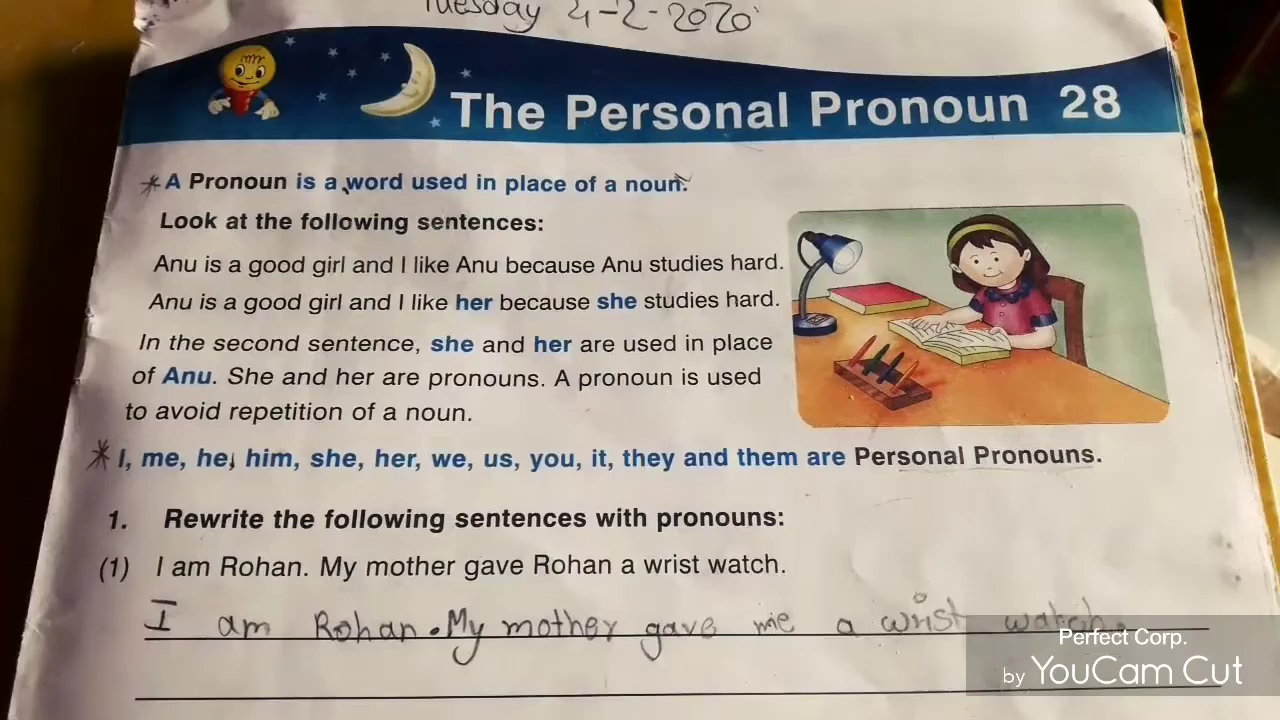 Tuesday 4-2-2020
The Personal Pronoun 28
A Pronoun is a word used in place of a noun.
Look at the following sentences:
Anu is a good girl and I like Anu because Anu studies hard.
Anu is a good girl and I like her because she studies hard.
In the second sentence, she and her are used in place
of Anu. She and her are pronouns. A pronoun is used
to avoid repetition of a noun.
I, me, he, him, she, her, we, us, you, it, they and them are Personal Pronouns.
1. Rewrite the following sentences with pronouns:
(1) I am Rohan. My mother gave Rohan a wrist watch.
I am Rohan. My mother gave me a wrist watch.
Perfect Corp.
by YouCam Cut